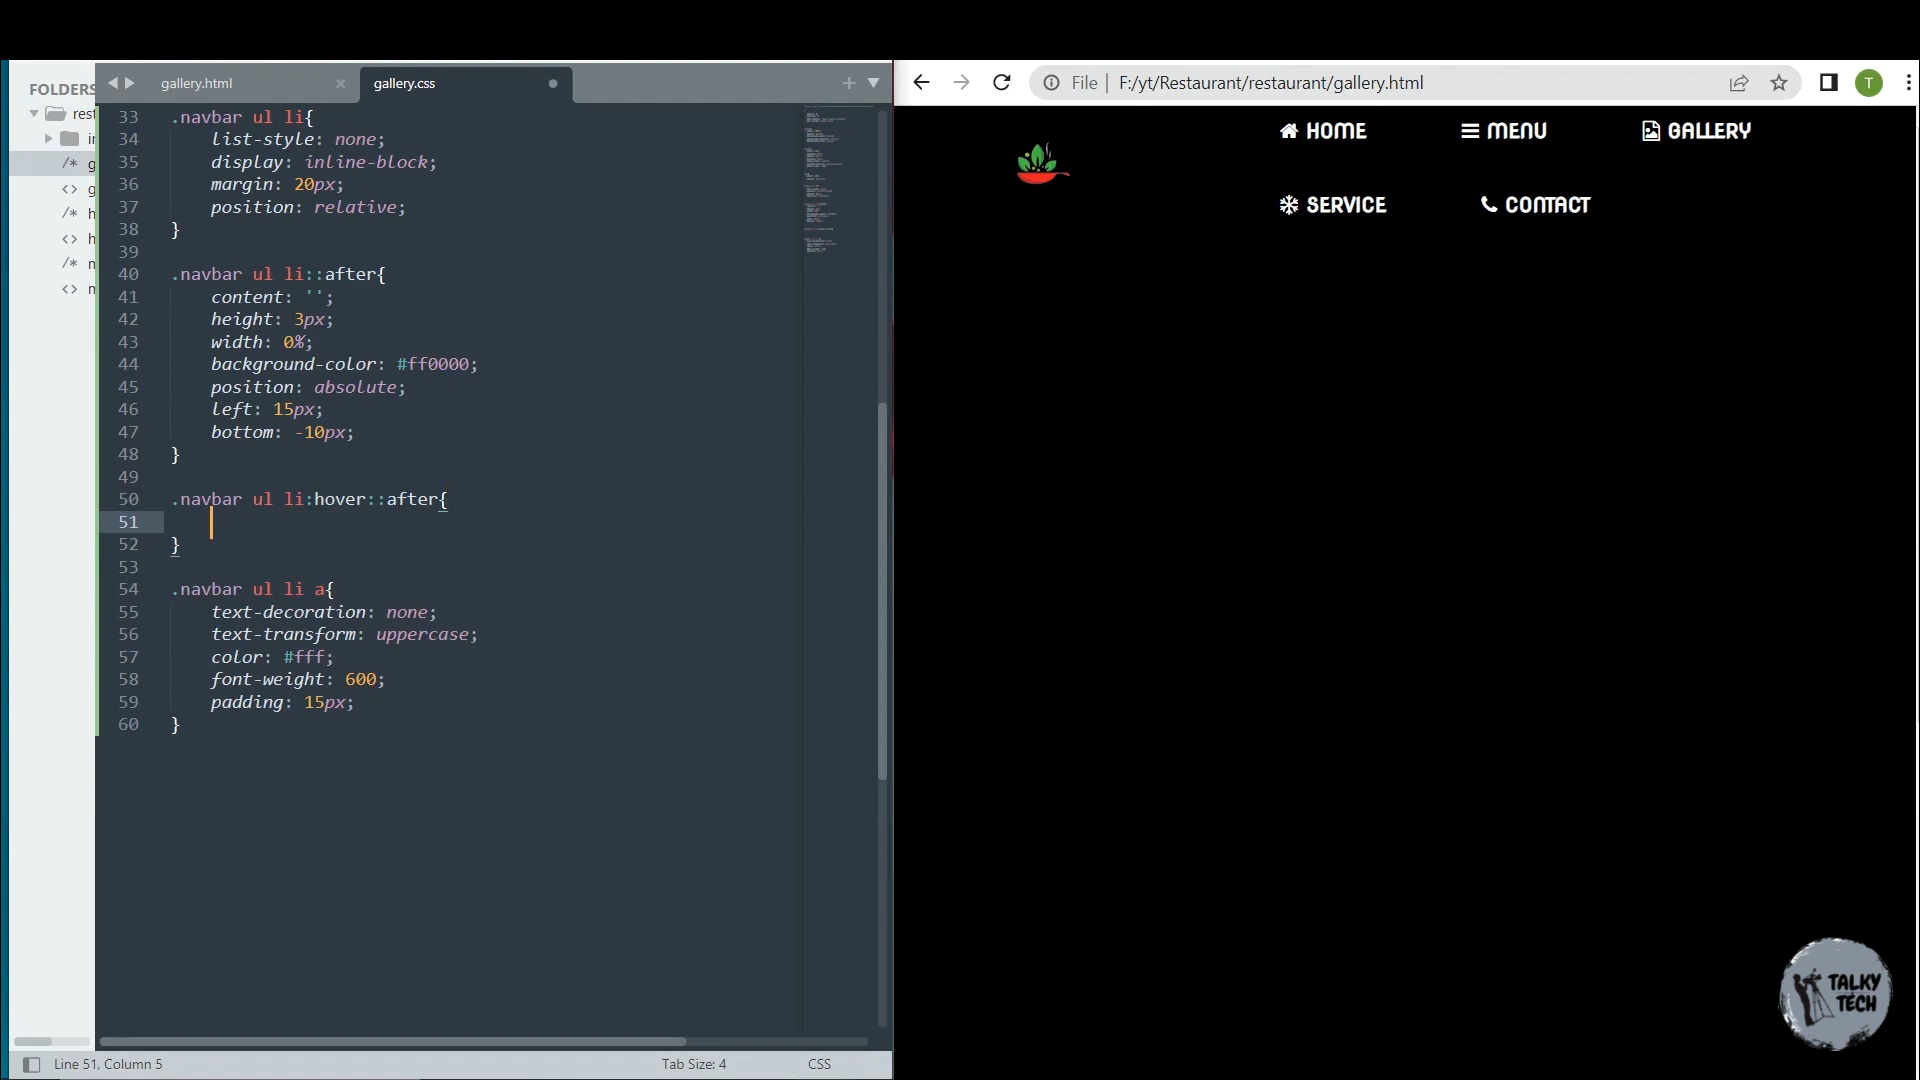 FOLDERS
gallery.html
gallery.css
rest
33 .navbar ul li{
34 list-style: none;
35 display: inline-block;
36 margin: 20px;
37 position: relative;
38 }
39
40 .navbar ul li::after{
41 content: '';
42 height: 3px;
43 width: 0%;
44 background-color: #ff0000;
45 position: absolute;
46 left: 15px;
47 bottom: -10px;
48 }
49
50 .navbar ul li:hover::after{
51
52 }
53
54 .navbar ul li a{
55 text-decoration: none;
56 text-transform: uppercase;
57 color: #fff;
58 font-weight: 600;
59 padding: 15px;
60 }
Line 51, Column 5
Tab Size: 4
CSS
File F:/yt/Restaurant/restaurant/gallery.html
T
HOME MENU GALLERY
SERVICE CONTACT
TALKY
TECH